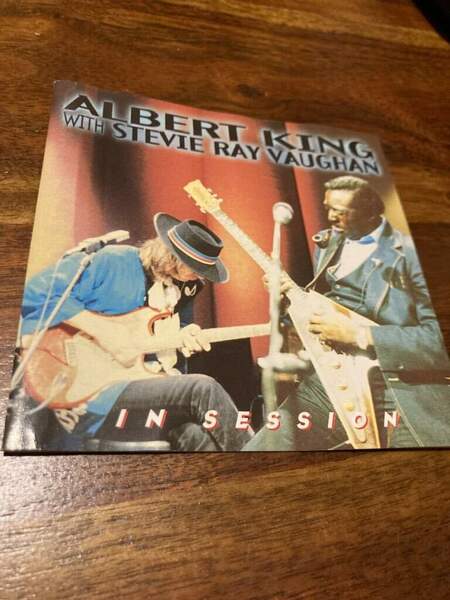 ALBERT KING
WITH STEVIE RAY VAUGHAN
IN SESSION